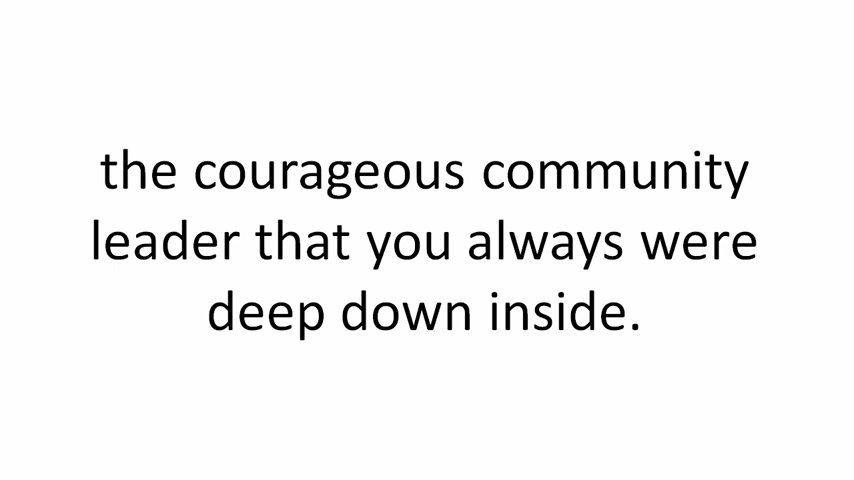 the courageous community
leader that you always were
deep down inside.